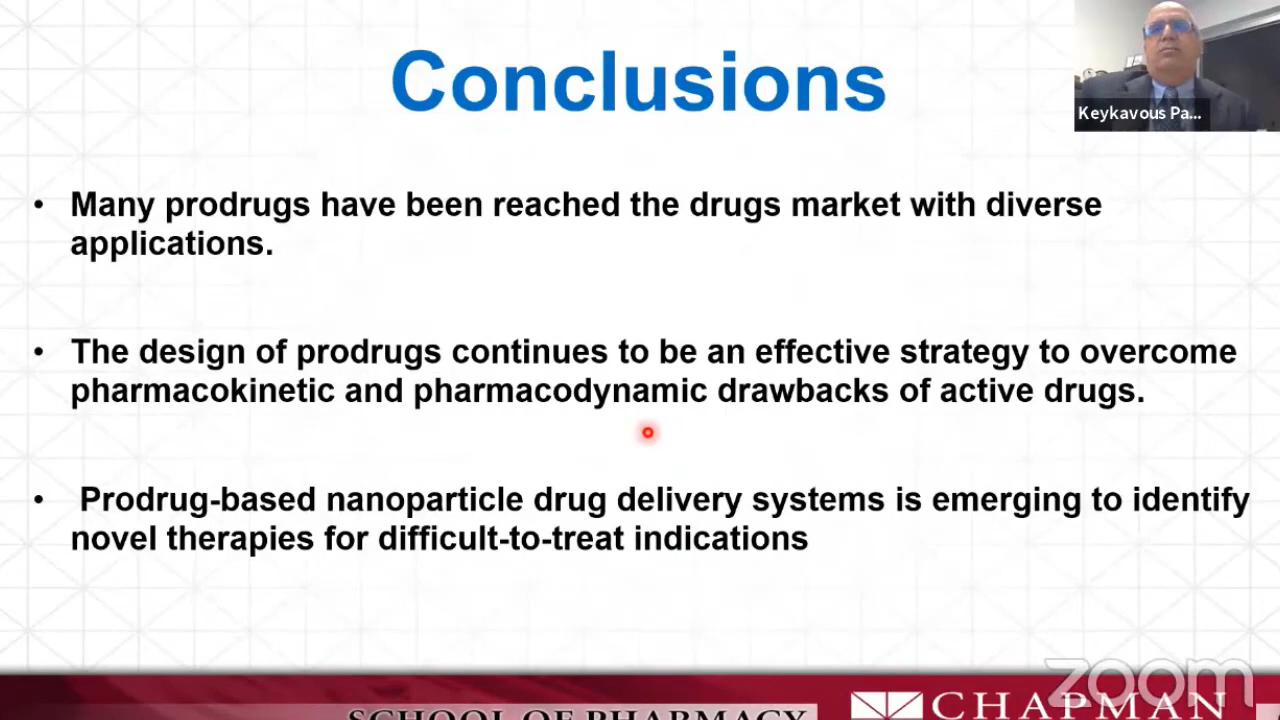 Conclusions
Keykavous Pa...
• Many prodrugs have been reached the drugs market with diverse
applications.
• The design of prodrugs continues to be an effective strategy to overcome
pharmacokinetic and pharmacodynamic drawbacks of active drugs.
• Prodrug-based nanoparticle drug delivery systems is emerging to identify
novel therapies for difficult-to-treat indications
zoom
SCHOOL OF PHARMACY
CHAPMAN